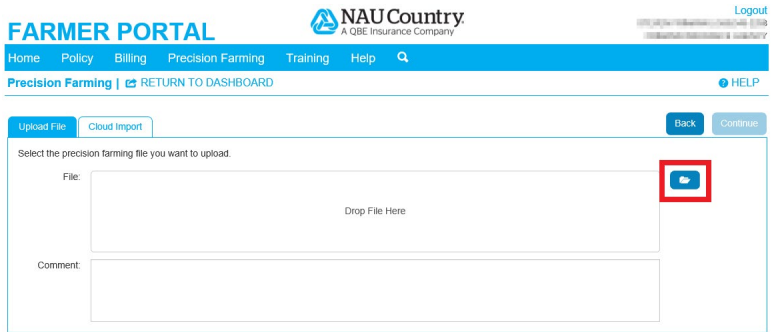 Logout
FARMER PORTAL
NAU Country.
A QBE Insurance Company
Home Policy Billing Precision Farming Training Help
Precision Farming | RETURN TO DASHBOARD
HELP
Upload File Cloud Import
Back Continue
Select the precision farming file you want to upload.
File:
Drop File Here
Comment: